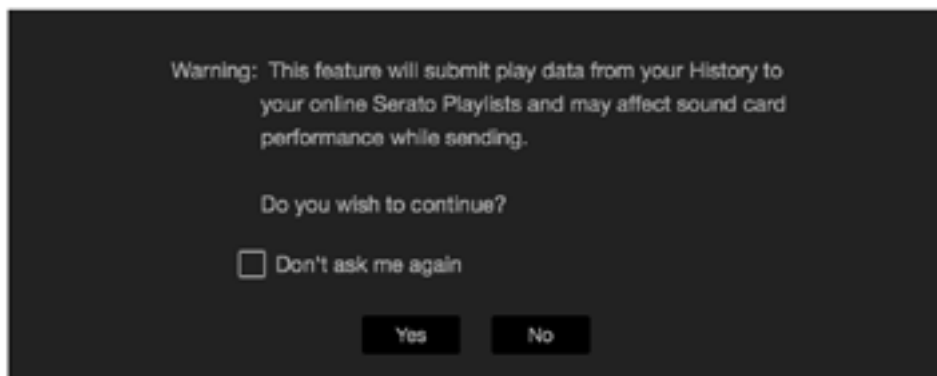 Warning: This feature will submit play data from your History to
your online Serato Playlists and may affect sound card
performance while sending.
Do you wish to continue?
Don't ask me again
Yes No